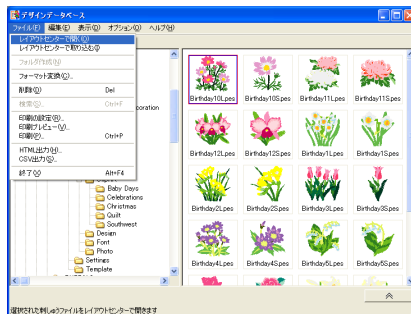 デザインデータベース
ファイル(F) 編集(E) 表示(D) オプション(O) ヘルプ(H)
レイアウトセンターで開く(O)
レイアウトセンターで取り込む(I)
フォルダ作成(N)
フォーマット変換(C)...
削除(D) Del
検索(S)... Ctrl+F
印刷の設定(R)...
印刷プレビュー(V)...
印刷(P)... Ctrl+P
HTML出力(H)...
CSV出力(S)...
終了(X) Alt+F4
coration
Baby Days
Celebrations
Christmas
Quilt
Southwest
Design
Font
Photo
Settings
Template
Birthday10L.pes Birthday10S.pes Birthday11L.pes Birthday11S.pes
Birthday12L.pes Birthday12S.pes Birthday1L.pes Birthday1S.pes
Birthday2L.pes Birthday2S.pes Birthday3L.pes Birthday3S.pes
Birthday4L.pes Birthday4S.pes Birthday5L.pes Birthday5S.pes
選択された刺しゅうファイルをレイアウトセンターで開きます